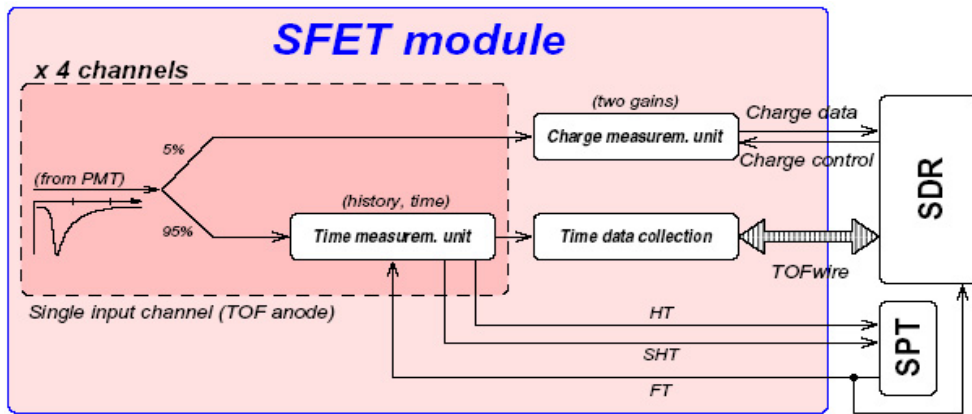 SFET module
x 4 channels
(two gains)
Charge data
Charge measurem. unit
Charge control
5%
(from PMT)
SDR
(history, time)
95%
Time measurem. unit
Time data collection
TOFwire
Single input channel (TOF anode)
HT
SHT
SPT
FT